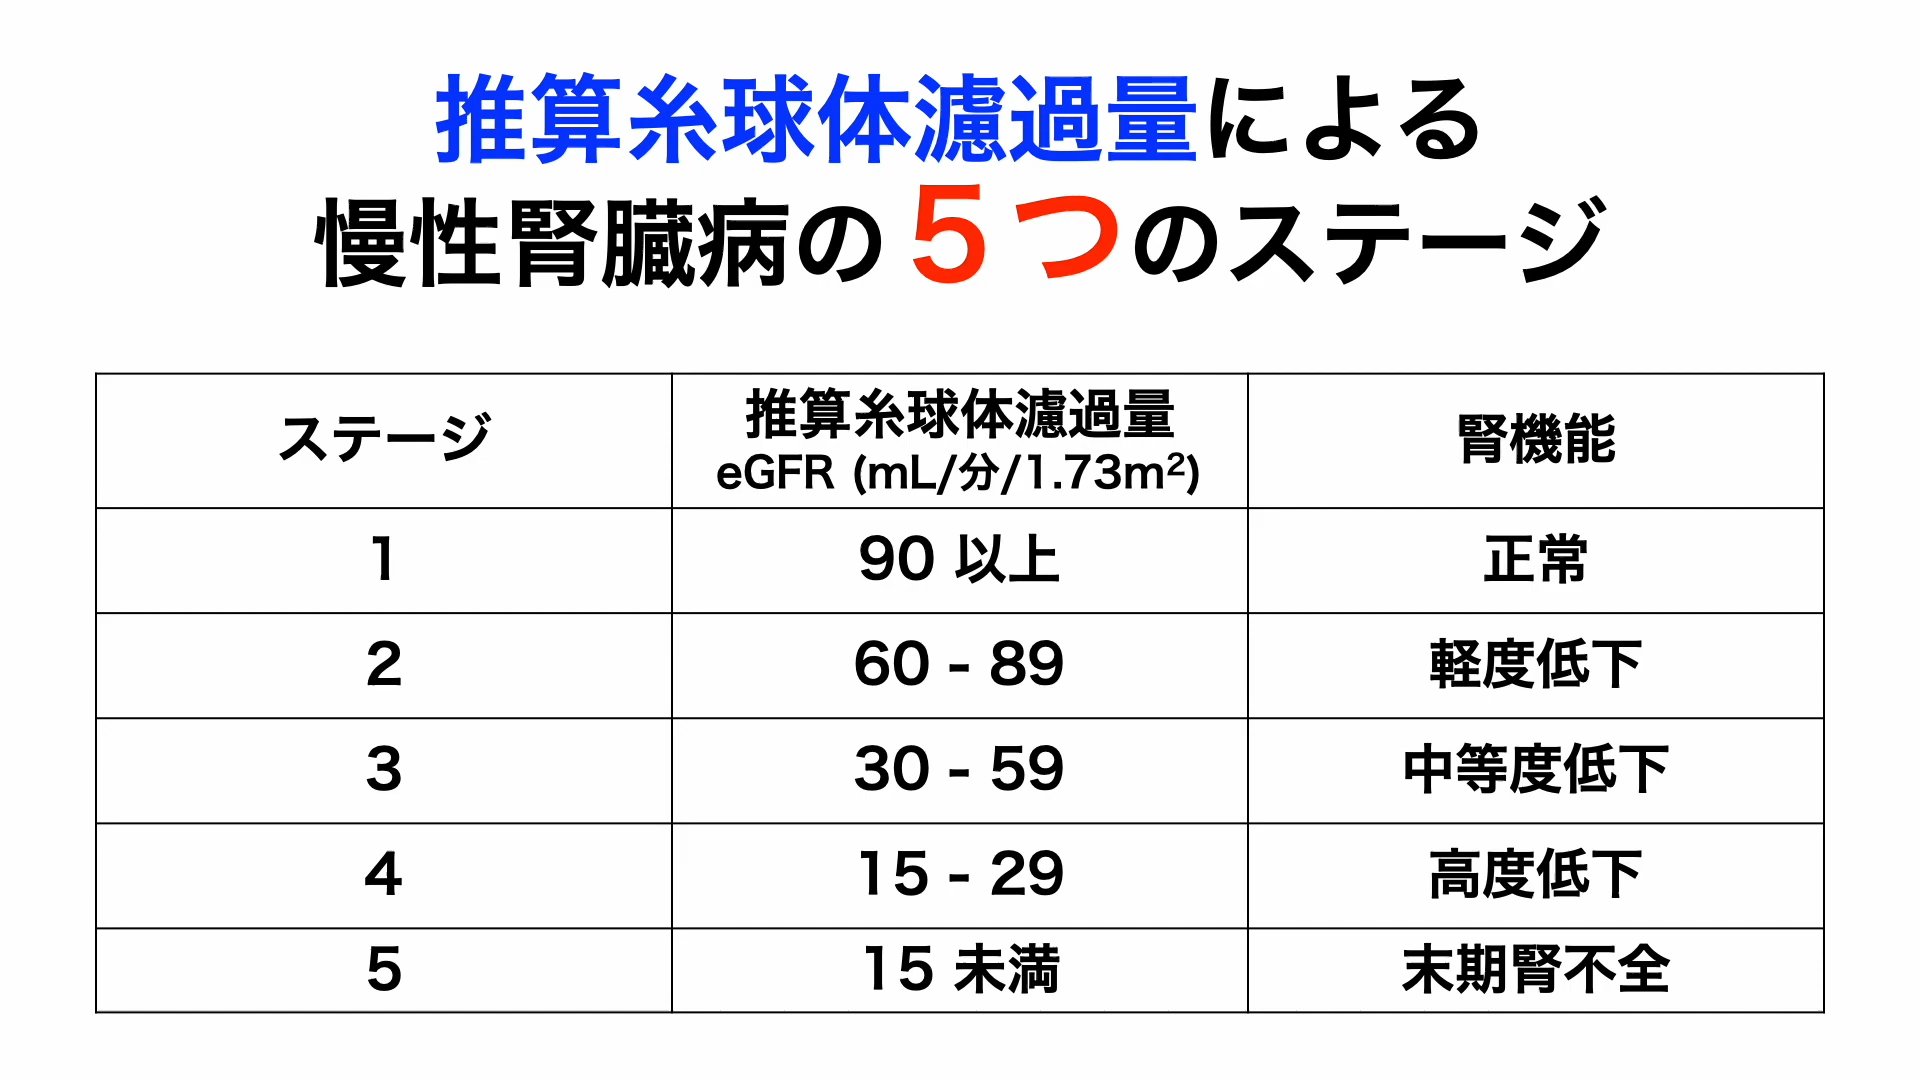 推算糸球体濾過量による
慢性腎臓病の５つのステージ
ステージ
推算糸球体濾過量
eGFR (mL/分/1.73m²)
腎機能
1
90 以上
正常
2
60 - 89
軽度低下
3
30 - 59
中等度低下
4
15 - 29
高度低下
5
15 未満
末期腎不全